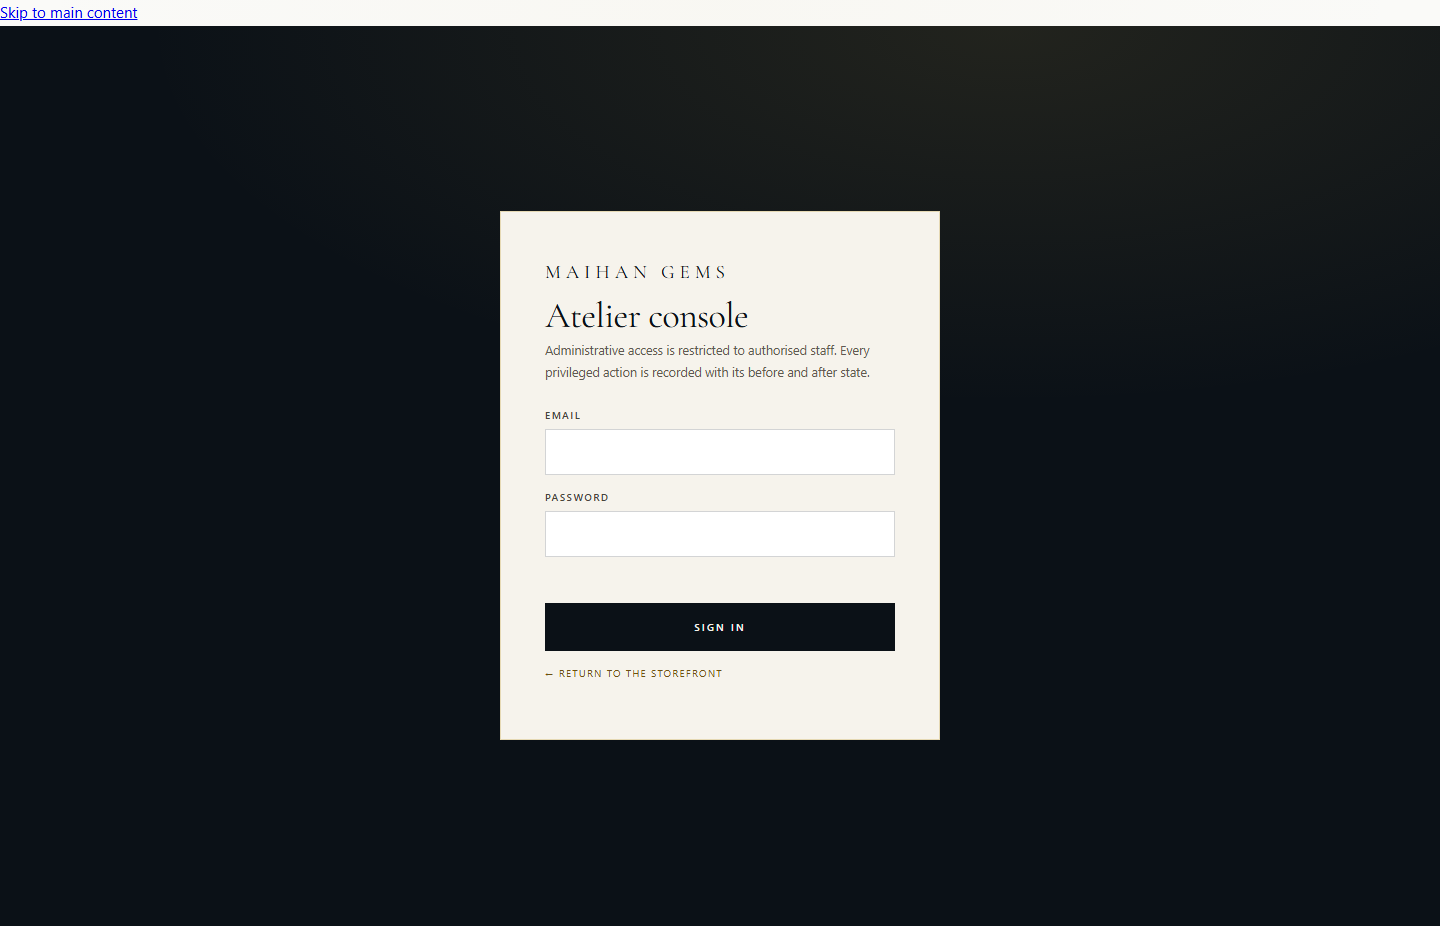 Skip to main content
MAIHAN GEMS
Atelier console
Administrative access is restricted to authorised staff. Every
privileged action is recorded with its before and after state.
EMAIL
PASSWORD
SIGN IN
← RETURN TO THE STOREFRONT